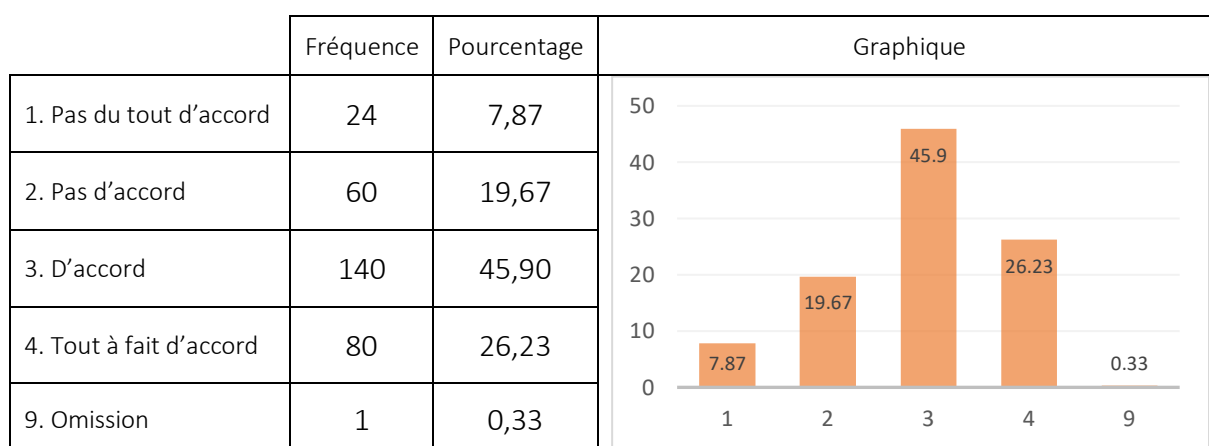 Fréquence Pourcentage Graphique
1. Pas du tout d’accord 24 7,87
2. Pas d’accord 60 19,67
3. D’accord 140 45,90
4. Tout à fait d’accord 80 26,23
9. Omission 1 0,33
50
40
30
20
10
0
7.87
19.67
45.9
26.23
0.33
1 2 3 4 9